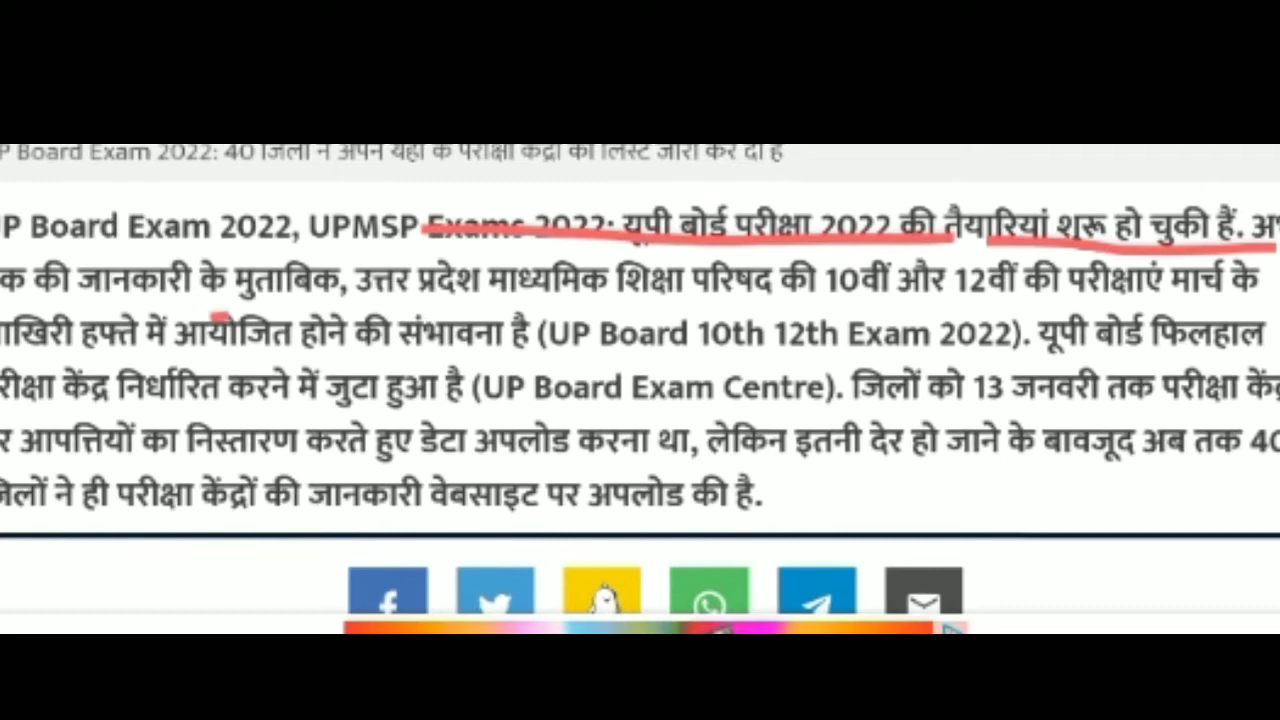 P Board Exam 2022: 40 जिलों ने अपने यहां के परीक्षा केंद्रों की लिस्ट जारी कर दी है
P Board Exam 2022, UPMSP Exams 2022: यूपी बोर्ड परीक्षा 2022 की तैयारियां शुरू हो चुकी हैं.
क की जानकारी के मुताबिक, उत्तर प्रदेश माध्यमिक शिक्षा परिषद की 10वीं और 12वीं की परीक्षाएं मार्च के
ाखिरी हफ्ते में आयोजित होने की संभावना है (UP Board 10th 12th Exam 2022). यूपी बोर्ड फिलहाल
रीक्षा केंद्र निर्धारित करने में जुटा हुआ है (UP Board Exam Centre). जिलों को 13 जनवरी तक परीक्षा
र आपत्तियों का निस्तारण करते हुए डेटा अपलोड करना था, लेकिन इतनी देर हो जाने के बावजूद अब तक 40
जिलों ने ही परीक्षा केंद्रों की जानकारी वेबसाइट पर अपलोड की है.